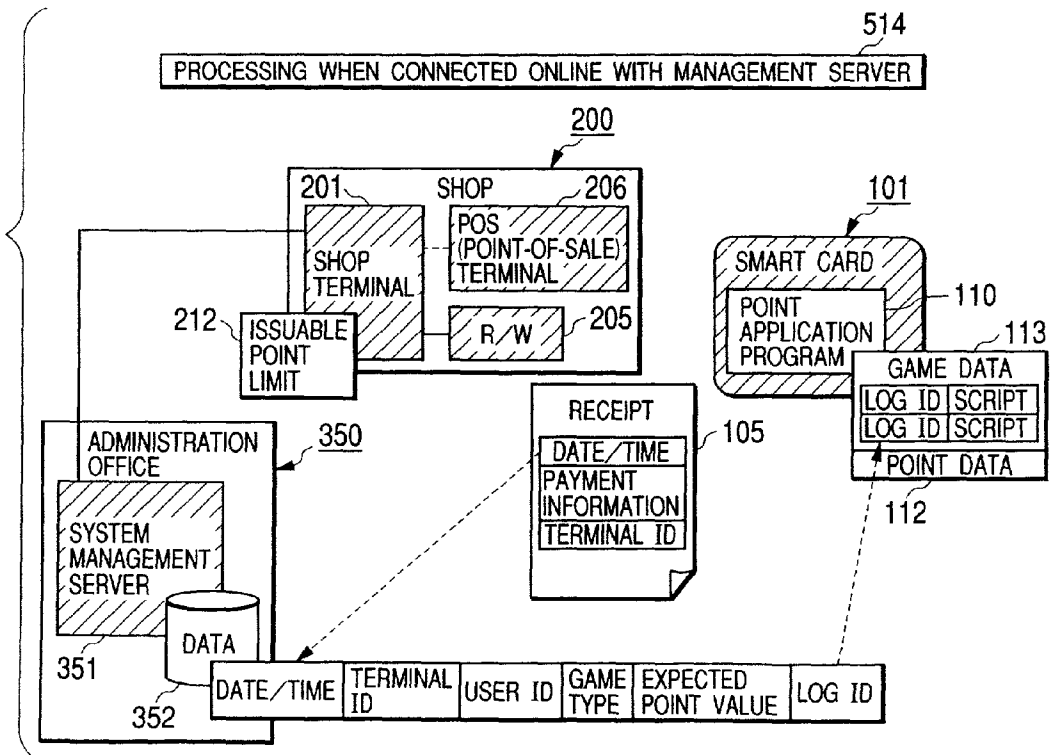 514
PROCESSING WHEN CONNECTED ONLINE WITH MANAGEMENT SERVER
200
201
SHOP
206
SHOP
TERMINAL
POS
(POINT-OF-SALE)
TERMINAL
R/W
205
212
ISSUABLE
POINT
LIMIT
101
SMART CARD
POINT
APPLICATION
PROGRAM
110
113
GAME DATA
LOG ID SCRIPT
LOG ID SCRIPT
POINT DATA
112
RECEIPT
DATE/TIME
PAYMENT
INFORMATION
TERMINAL ID
105
ADMINISTRATION
OFFICE
350
SYSTEM
MANAGEMENT
SERVER
351
DATA
352
DATE/TIME
TERMINAL
ID
USER ID
GAME
TYPE
EXPECTED
POINT VALUE
LOG ID